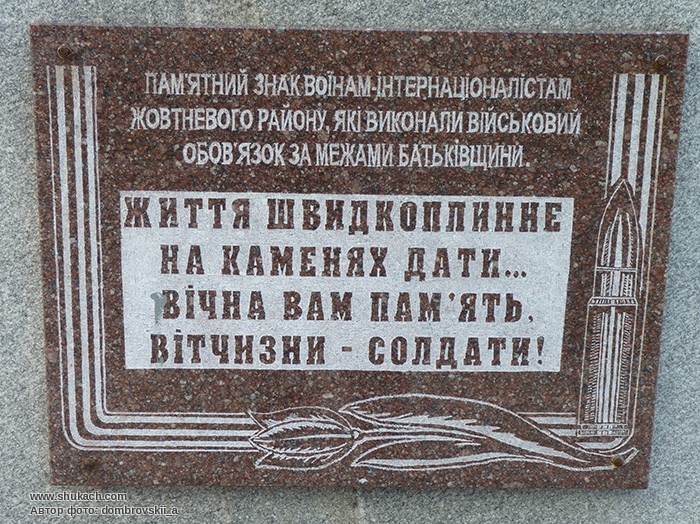 ПАМ'ЯТНИЙ ЗНАК ВОЇНАМ-ІНТЕРНАЦІОНАЛІСТАМ
ЖОВТНЕВОГО РАЙОНУ, ЯКІ ВИКОНАЛИ ВІЙСЬКОВИЙ
ОБОВ'ЯЗОК ЗА МЕЖАМИ БАТЬКІВЩИНИ.
ЖИТТЯ ШВИДКОПЛИННЕ
НА КАМЕНЯХ ДАТИ...
ВІЧНА ВАМ ПАМ'ЯТЬ,
ВІТЧИЗНИ - СОЛДАТИ!
www.shukach.com
Автор фото: dombrovskii_a